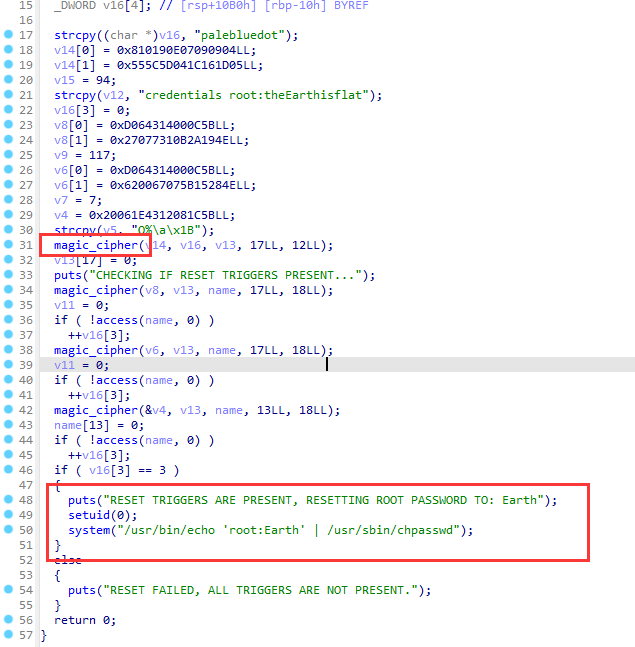 15 _DWORD v16[4]; // [rsp+10B0h] [rbp-10h] BYREF
16
17 strcpy((char *)v16, "palebluedot");
18 v14[0] = 0x810190E07090904LL;
19 v14[1] = 0x555C5D041C161D05LL;
20 v15 = 94;
21 strcpy(v12, "credentials root:theEarthisflat");
22 v16[3] = 0;
23 v8[0] = 0xD064314000C5BLL;
24 v8[1] = 0x27077310B2A194ELL;
25 v9 = 117;
26 v6[0] = 0xD064314000C5BLL;
27 v6[1] = 0x620067075B15284ELL;
28 v7 = 7;
29 v4 = 0x20061E4312081C5BLL;
30 strcpy(v5, "Q%\a\x1B");
31 magic_cipher(v14, v16, v13, 17LL, 12LL);
32 v13[17] = 0;
33 puts("CHECKING IF RESET TRIGGERS PRESENT...");
34 magic_cipher(v8, v13, name, 17LL, 18LL);
35 v11 = 0;
36 if ( !access(name, 0) )
37 ++v16[3];
38 magic_cipher(v6, v13, name, 17LL, 18LL);
39 v11 = 0;
40 if ( !access(name, 0) )
41 ++v16[3];
42 magic_cipher(&v4, v13, name, 13LL, 18LL);
43 name[13] = 0;
44 if ( !access(name, 0) )
45 ++v16[3];
46 if ( v16[3] == 3 )
47 {
48 puts("RESET TRIGGERS ARE PRESENT, RESETTING ROOT PASSWORD TO: Earth");
49 setuid(0);
50 system("/usr/bin/echo 'root:Earth' | /usr/sbin/chpasswd");
51 }
52 else
53 {
54 puts("RESET FAILED, ALL TRIGGERS ARE NOT PRESENT.");
55 }
56 return 0;
57 }